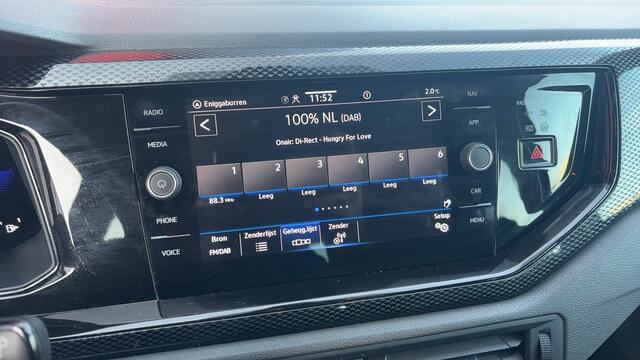 Eniggaburren 11:52 2.0°C
RADIO
MEDIA
PHONE
VOICE
NAV
APP
CAR
MENU
< 100% NL (DAB) >
Onair: Di-Rect - Hungry For Love
1 2 3 4 5 6
88.3 MHz Leeg Leeg Leeg Leeg Leeg
Bron Zenderlijst Geheug.lijst Zender Setup
FM/DAB